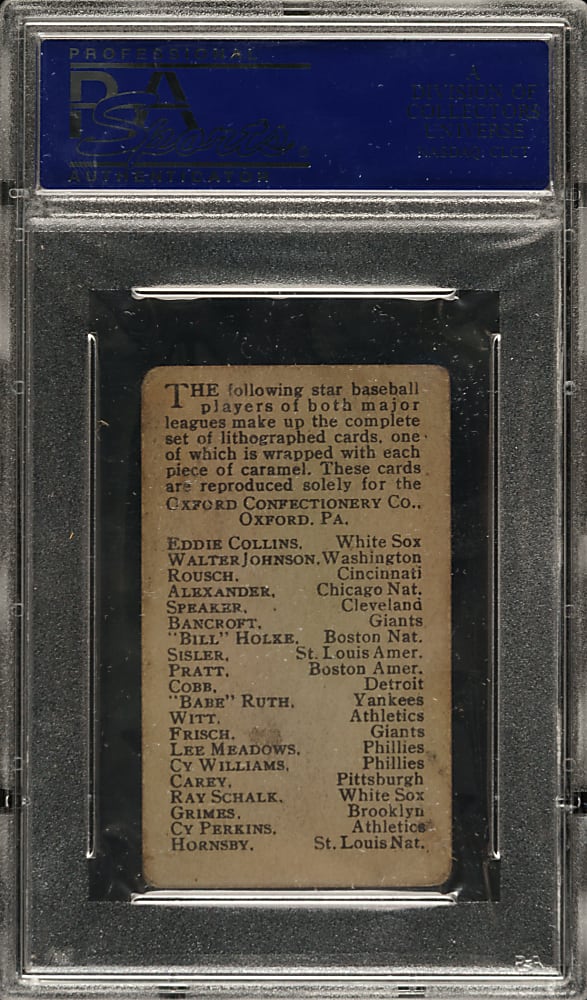 PROFESSIONAL
PSA
Sports
AUTHENTICATOR
A
DIVISION OF
COLLECTORS
UNIVERSE
NASDAQ: CLCT
THE following star baseball
players of both major
leagues make up the complete
set of lithographed cards, one
of which is wrapped with each
piece of caramel. These cards
are reproduced solely for the
OXFORD CONFECTIONERY CO.,
OXFORD, PA.
EDDIE COLLINS, White Sox
WALTER JOHNSON, Washington
ROUSCH, Cincinnati
ALEXANDER, Chicago Nat.
SPEAKER, Cleveland
BANCROFT, Giants
"BILL" HOLKE, Boston Nat.
SISLER, St. Louis Amer.
PRATT, Boston Amer.
COBB, Detroit
"BABE" RUTH, Yankees
WITT, Athletics
FRISCH, Giants
LEE MEADOWS, Phillies
CY WILLIAMS, Phillies
CAREY, Pittsburgh
RAY SCHALK, White Sox
GRIMES, Brooklyn
CY PERKINS, Athletics
HORNSBY, St. Louis Nat.
PSA